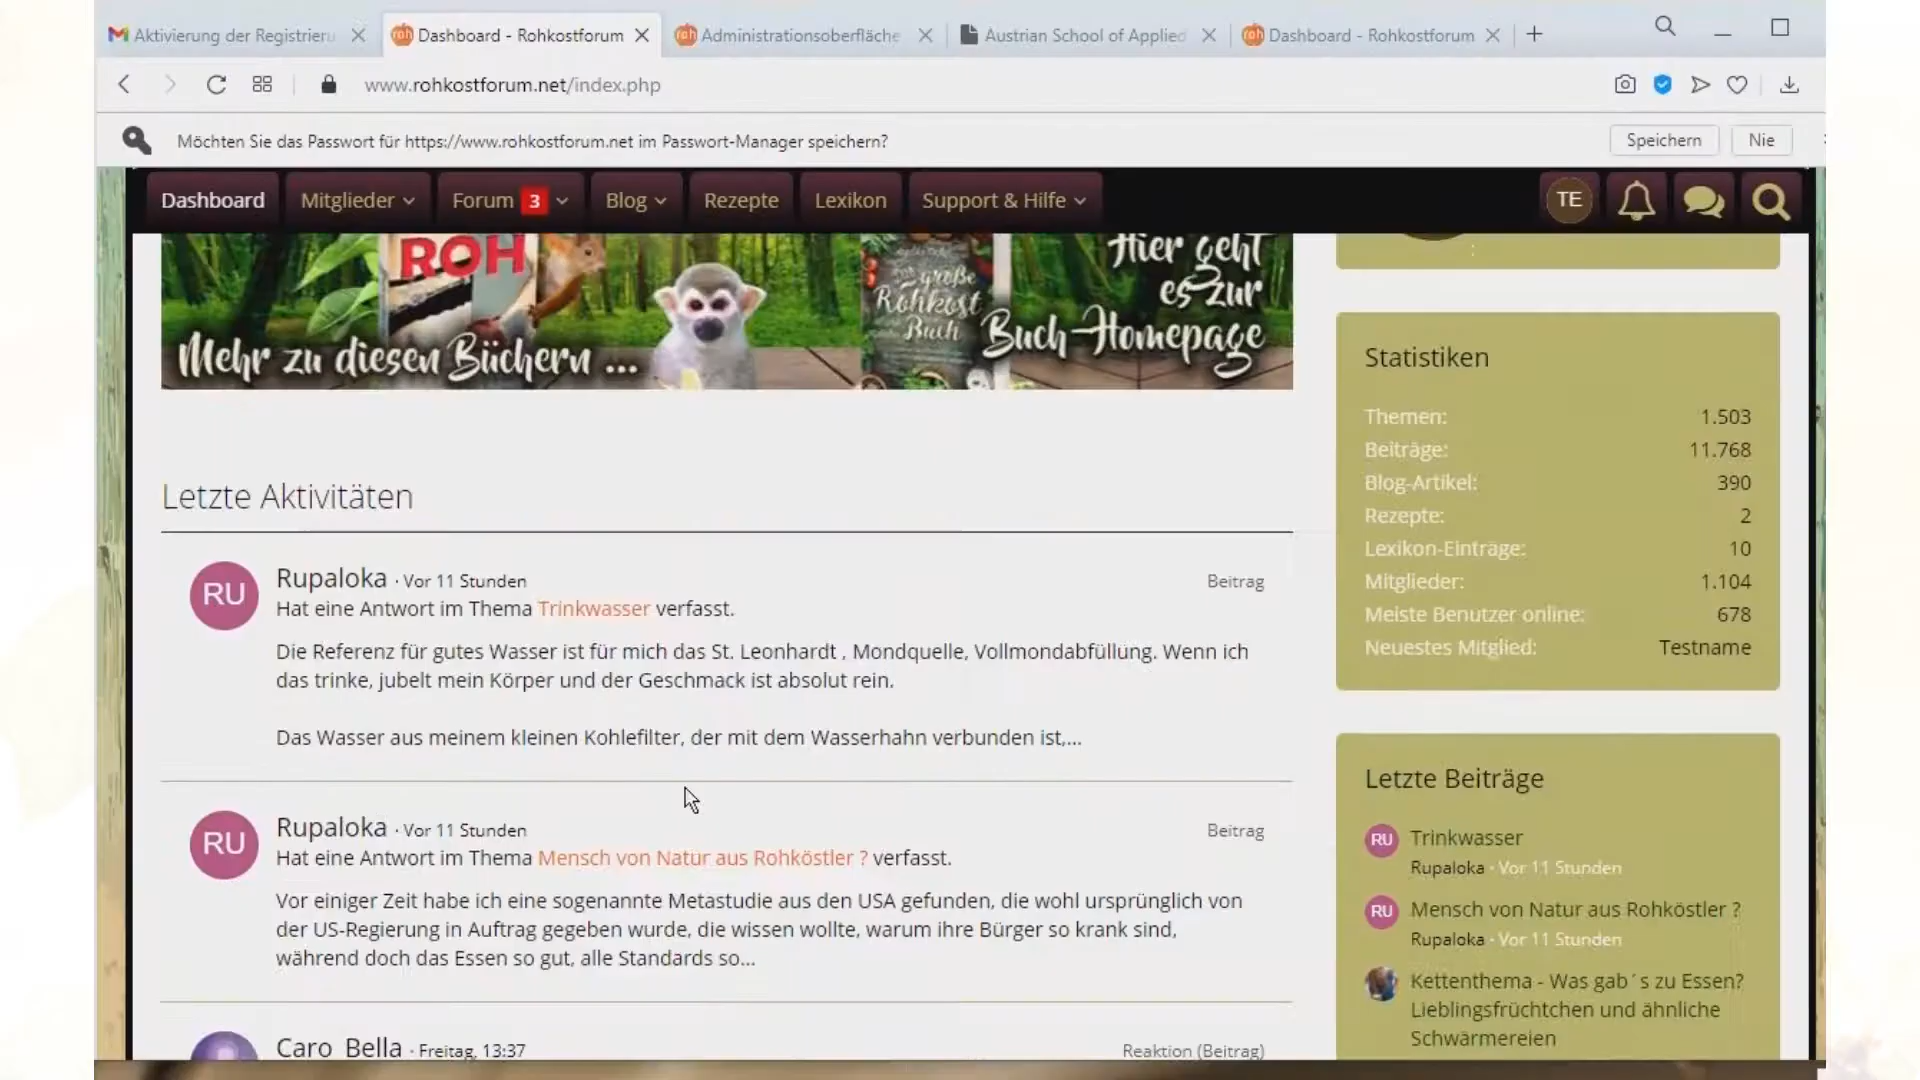 Aktivierung der Registrieru
Dashboard - Rohkostforum
Administrationsoberfläche
Austrian School of Applied
Dashboard - Rohkostforum
www.rohkostforum.net/index.php
Möchten Sie das Passwort für https://www.rohkostforum.net im Passwort-Manager speichern?
Speichern
Nie
Dashboard
Mitglieder
Forum 3
Blog
Rezepte
Lexikon
Support & Hilfe
TE
ROH
Mehr zu diesen Büchern ...
große
Rohkost
Buch
Hier geht
es zur
Buch-Homepage
Letzte Aktivitäten
RU
Rupaloka · Vor 11 Stunden
Beitrag
Hat eine Antwort im Thema Trinkwasser verfasst.
Die Referenz für gutes Wasser ist für mich das St. Leonhardt , Mondquelle, Vollmondabfüllung. Wenn ich
das trinke, jubelt mein Körper und der Geschmack ist absolut rein.
Das Wasser aus meinem kleinen Kohlefilter, der mit dem Wasserhahn verbunden ist,...
RU
Rupaloka · Vor 11 Stunden
Beitrag
Hat eine Antwort im Thema Mensch von Natur aus Rohköstler ? verfasst.
Vor einiger Zeit habe ich eine sogenannte Metastudie aus den USA gefunden, die wohl ursprünglich von
der US-Regierung in Auftrag gegeben wurde, die wissen wollte, warum ihre Bürger so krank sind,
während doch das Essen so gut, alle Standards so...
Caro_Bella · Freitag, 13:37
Reaktion (Beitrag)
Statistiken
Themen: 1.503
Beiträge: 11.768
Blog-Artikel: 390
Rezepte: 2
Lexikon-Einträge: 10
Mitglieder: 1.104
Meiste Benutzer online: 678
Neuestes Mitglied: Testname
Letzte Beiträge
RU
Trinkwasser
Rupaloka · Vor 11 Stunden
RU
Mensch von Natur aus Rohköstler ?
Rupaloka · Vor 11 Stunden
Kettenthema - Was gab´s zu Essen?
Lieblingsfrüchtchen und ähnliche
Schwärmereien